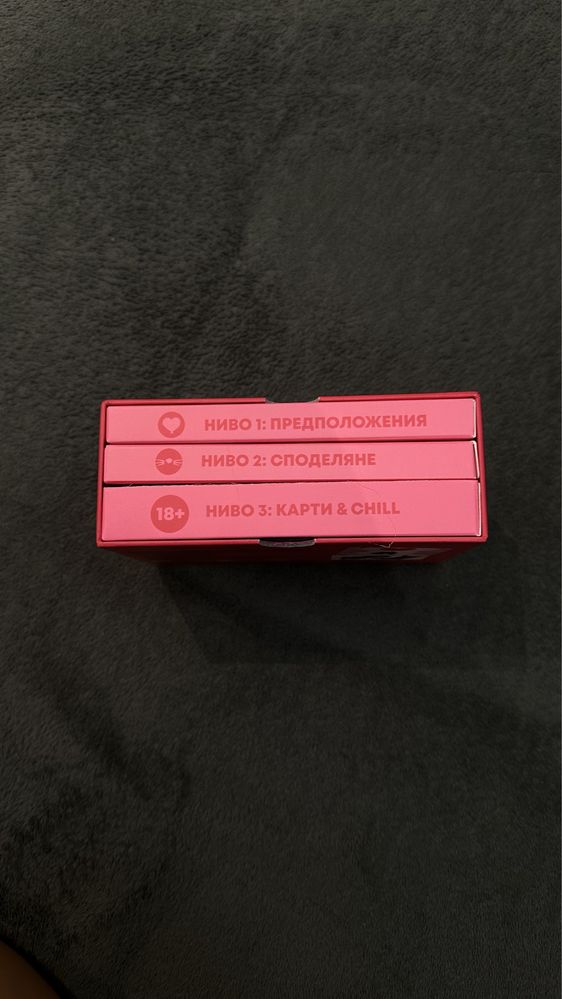 НИВО 1: ПРЕДПОЛОЖЕНИЯ
НИВО 2: СПОДЕЛЯНЕ
18+ НИВО 3: КАРТИ & CHILL